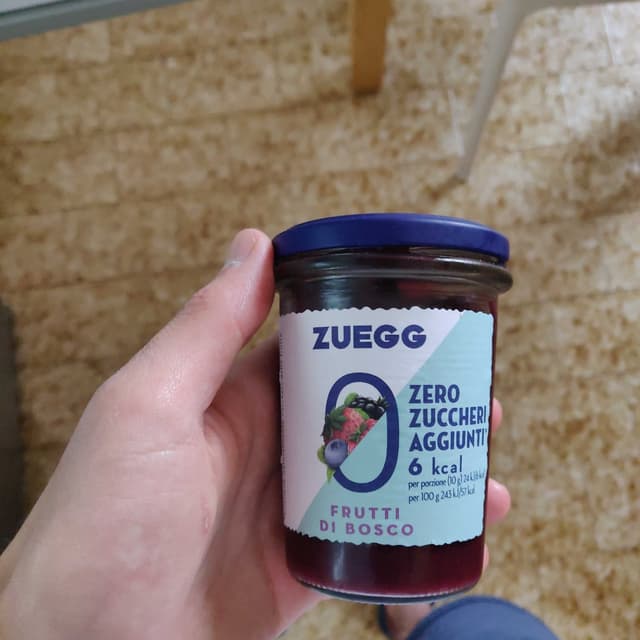 ZUEGG
0
ZERO
ZUCCHERI
AGGIUNTI*
6 kcal
per porzione (10 g) 24 kJ/6 kcal
per 100 g 243 kJ/57 kcal
FRUTTI
DI BOSCO